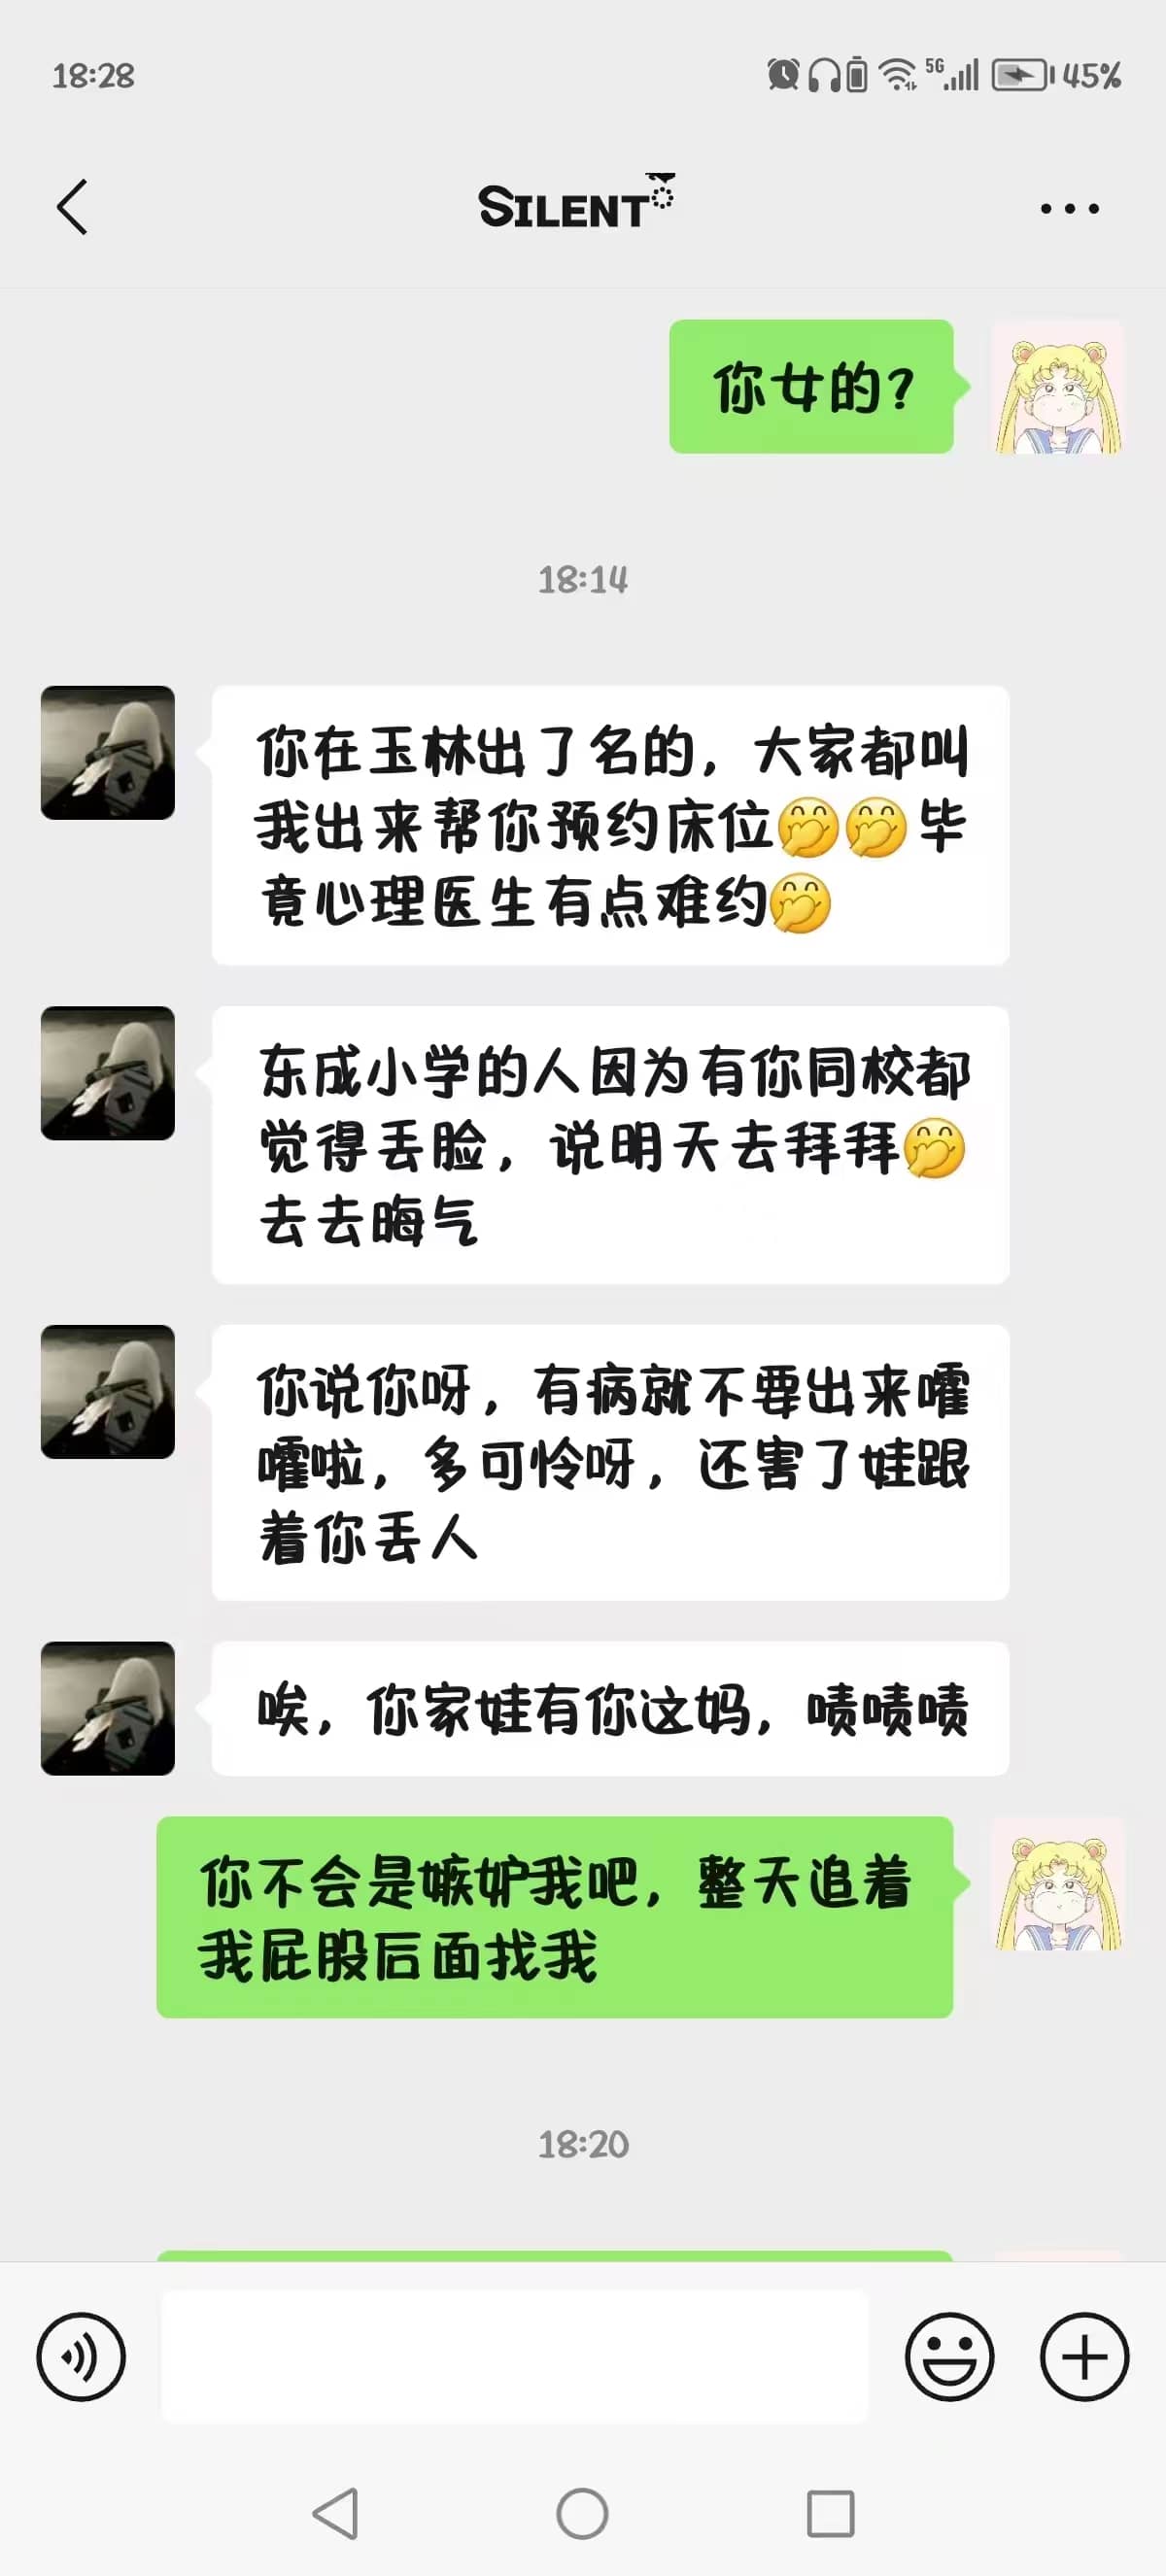 18:28
5G
45%
SILENT
你女的?
18:14
你在玉林出了名的，大家都叫
我出来帮你预约床位🤭🤭毕
竟心理医生有点难约🤭
东成小学的人因为有你同校都
觉得丢脸，说明天去拜拜🤭
去去晦气
你说你呀，有病就不要出来嚯
嚯啦，多可怜呀，还害了娃跟
着你丢人
唉，你家娃有你这妈，啧啧啧
你不会是嫉妒我吧，整天追着
我屁股后面找我
18:20